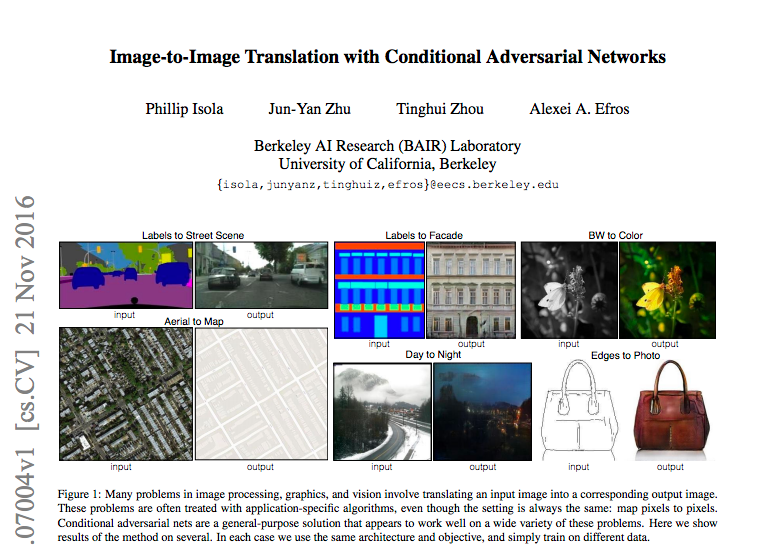 Image-to-Image Translation with Conditional Adversarial Networks
Phillip Isola Jun-Yan Zhu Tinghui Zhou Alexei A. Efros
Berkeley AI Research (BAIR) Laboratory
University of California, Berkeley
{isola,junyanz,tinghuiz,efros}@eecs.berkeley.edu
.07004v1 [cs.CV] 21 Nov 2016
Labels to Street Scene
input output
Aerial to Map
input output
Labels to Facade
input output
Day to Night
input output
BW to Color
input output
Edges to Photo
input output
Figure 1: Many problems in image processing, graphics, and vision involve translating an input image into a corresponding output image.
These problems are often treated with application-specific algorithms, even though the setting is always the same: map pixels to pixels.
Conditional adversarial nets are a general-purpose solution that appears to work well on a wide variety of these problems. Here we show
results of the method on several. In each case we use the same architecture and objective, and simply train on different data.